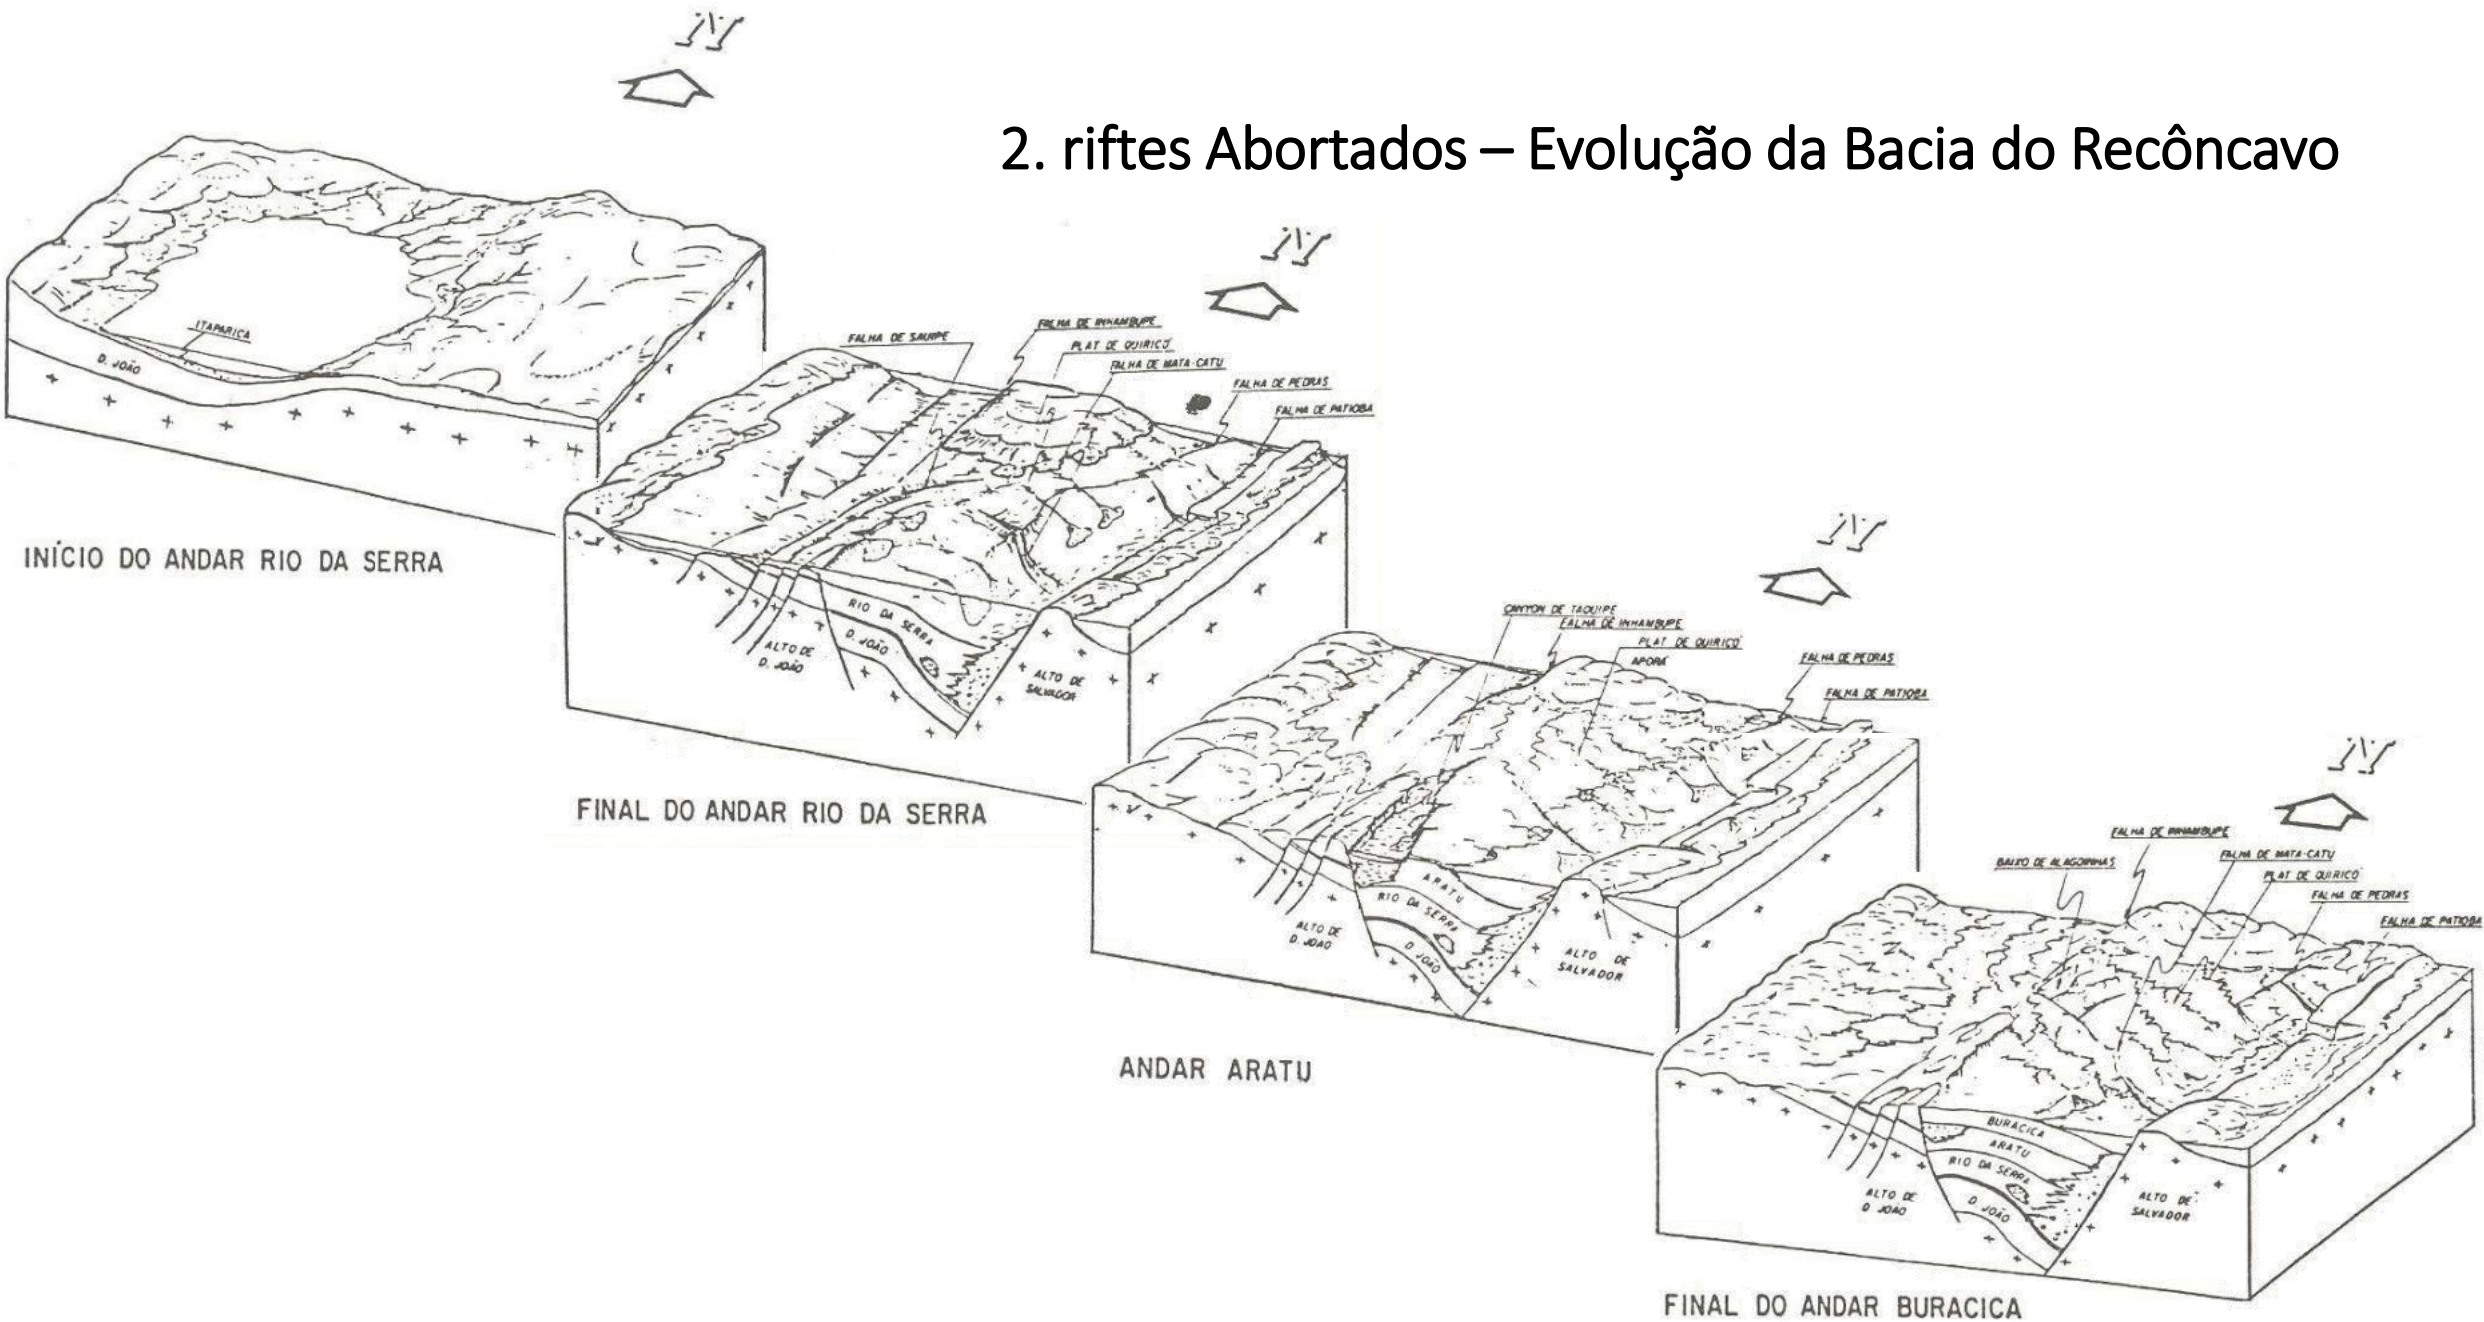 2. riftes Abortados – Evolução da Bacia do Recôncavo
N
ITAPARICA
D. JOÃO
INÍCIO DO ANDAR RIO DA SERRA
N
FALHA DE SAUIPE
FALHA DE INHAMBUPE
PLAT DE QUIRICÓ
FALHA DE MATA-CATU
FALHA DE PEDRAS
FALHA DE PATIOBA
RIO DA SERRA
D. JOÃO
ALTO DE
D. JOÃO
ALTO DE
SALVADOR
FINAL DO ANDAR RIO DA SERRA
N
CANYON DE TAQUIPE
FALHA DE INHAMBUPE
PLAT DE QUIRICÓ
APORÁ
FALHA DE PEDRAS
FALHA DE PATIOBA
ARATU
RIO DA SERRA
D. JOÃO
ALTO DE
D. JOÃO
ALTO DE
SALVADOR
ANDAR ARATU
N
FALHA DE INHAMBUPE
BAIXO DE ALAGOINHAS
FALHA DE MATA-CATU
PLAT DE QUIRICÓ
FALHA DE PEDRAS
FALHA DE PATIOBA
BURACICA
ARATU
RIO DA SERRA
D. JOÃO
ALTO DE
D JOÃO
ALTO DE
SALVADOR
FINAL DO ANDAR BURACICA